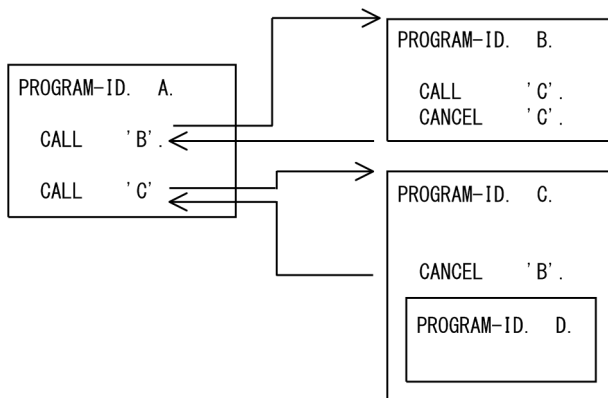 PROGRAM-ID. A.
CALL 'B'.
CALL 'C'
PROGRAM-ID. B.
CALL 'C'.
CANCEL 'C'.
PROGRAM-ID. C.
CANCEL 'B'.
PROGRAM-ID. D.